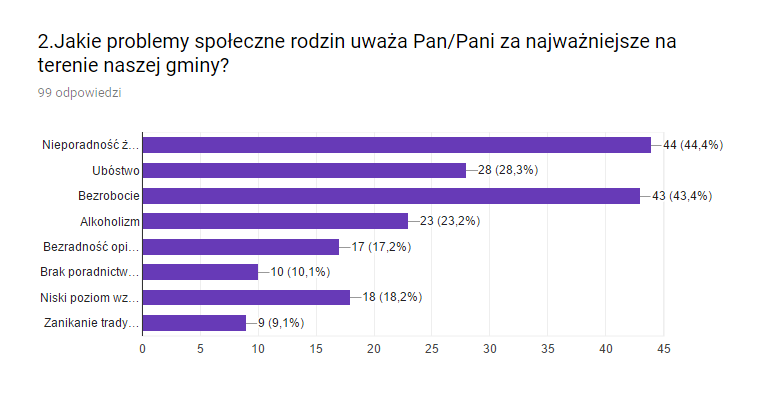 2.Jakie problemy społeczne rodzin uważa Pan/Pani za najważniejsze na
terenie naszej gminy?
99 odpowiedzi
Nieporadność ż… 44 (44,4%)
Ubóstwo 28 (28,3%)
Bezrobocie 43 (43,4%)
Alkoholizm 23 (23,2%)
Bezradność opi… 17 (17,2%)
Brak poradnictw… 10 (10,1%)
Niski poziom wz… 18 (18,2%)
Zanikanie trady… 9 (9,1%)
0 5 10 15 20 25 30 35 40 45